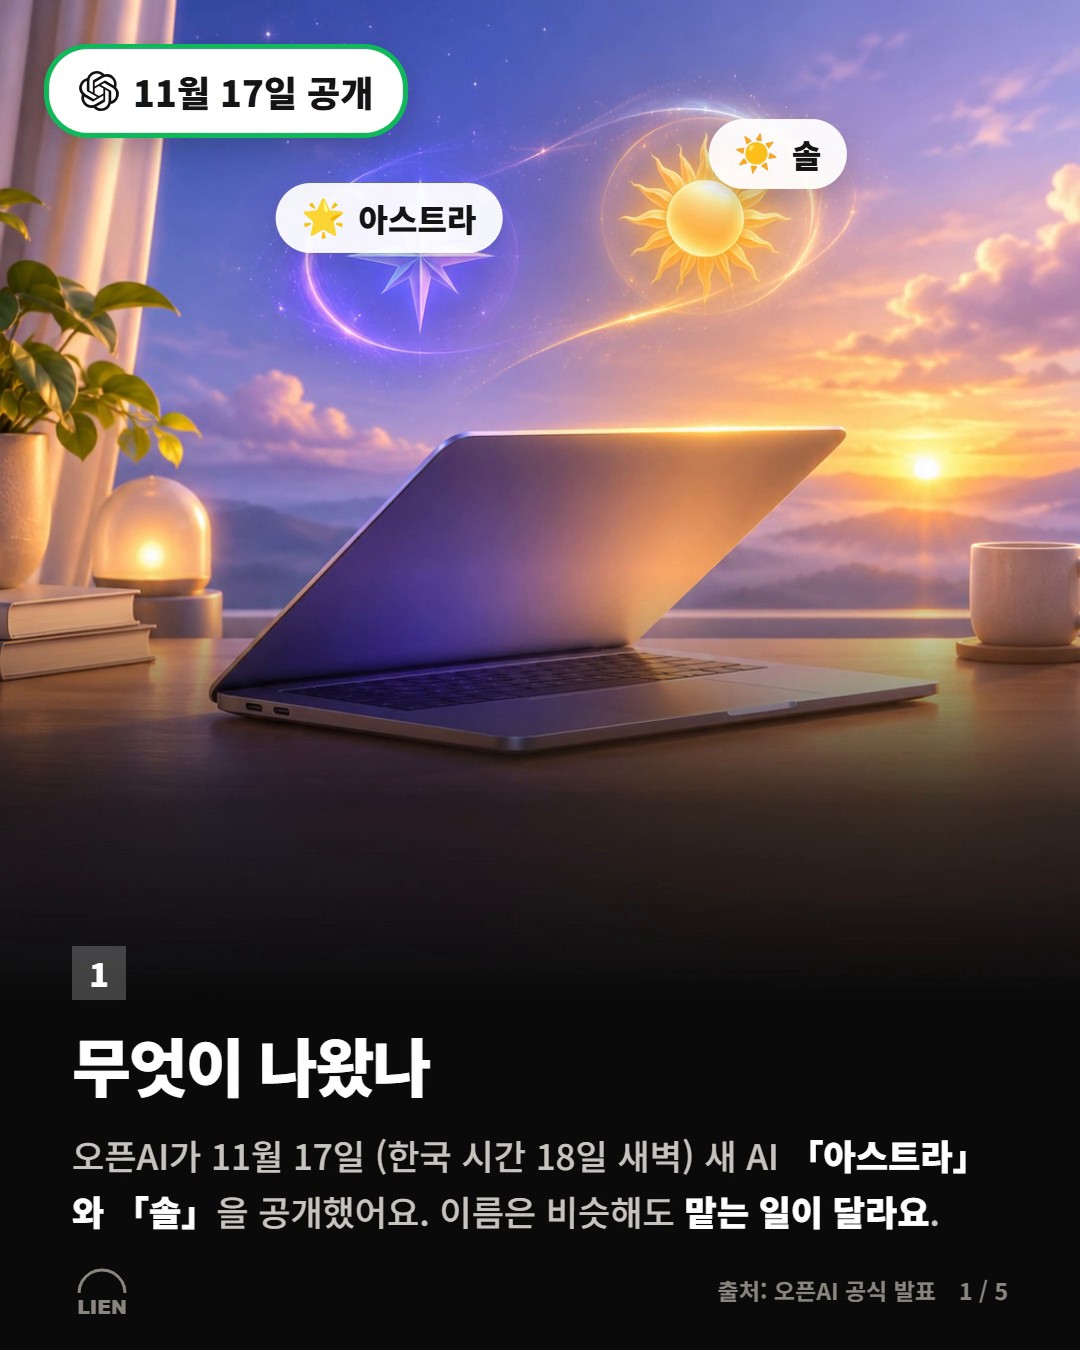 11월 17일 공개
솔
아스트라
1
무엇이 나왔나
오픈AI가 11월 17일 (한국 시간 18일 새벽) 새 AI 「아스트라」
와 「솔」을 공개했어요. 이름은 비슷해도 맡는 일이 달라요.
LIEN
출처: 오픈AI 공식 발표 1 / 5